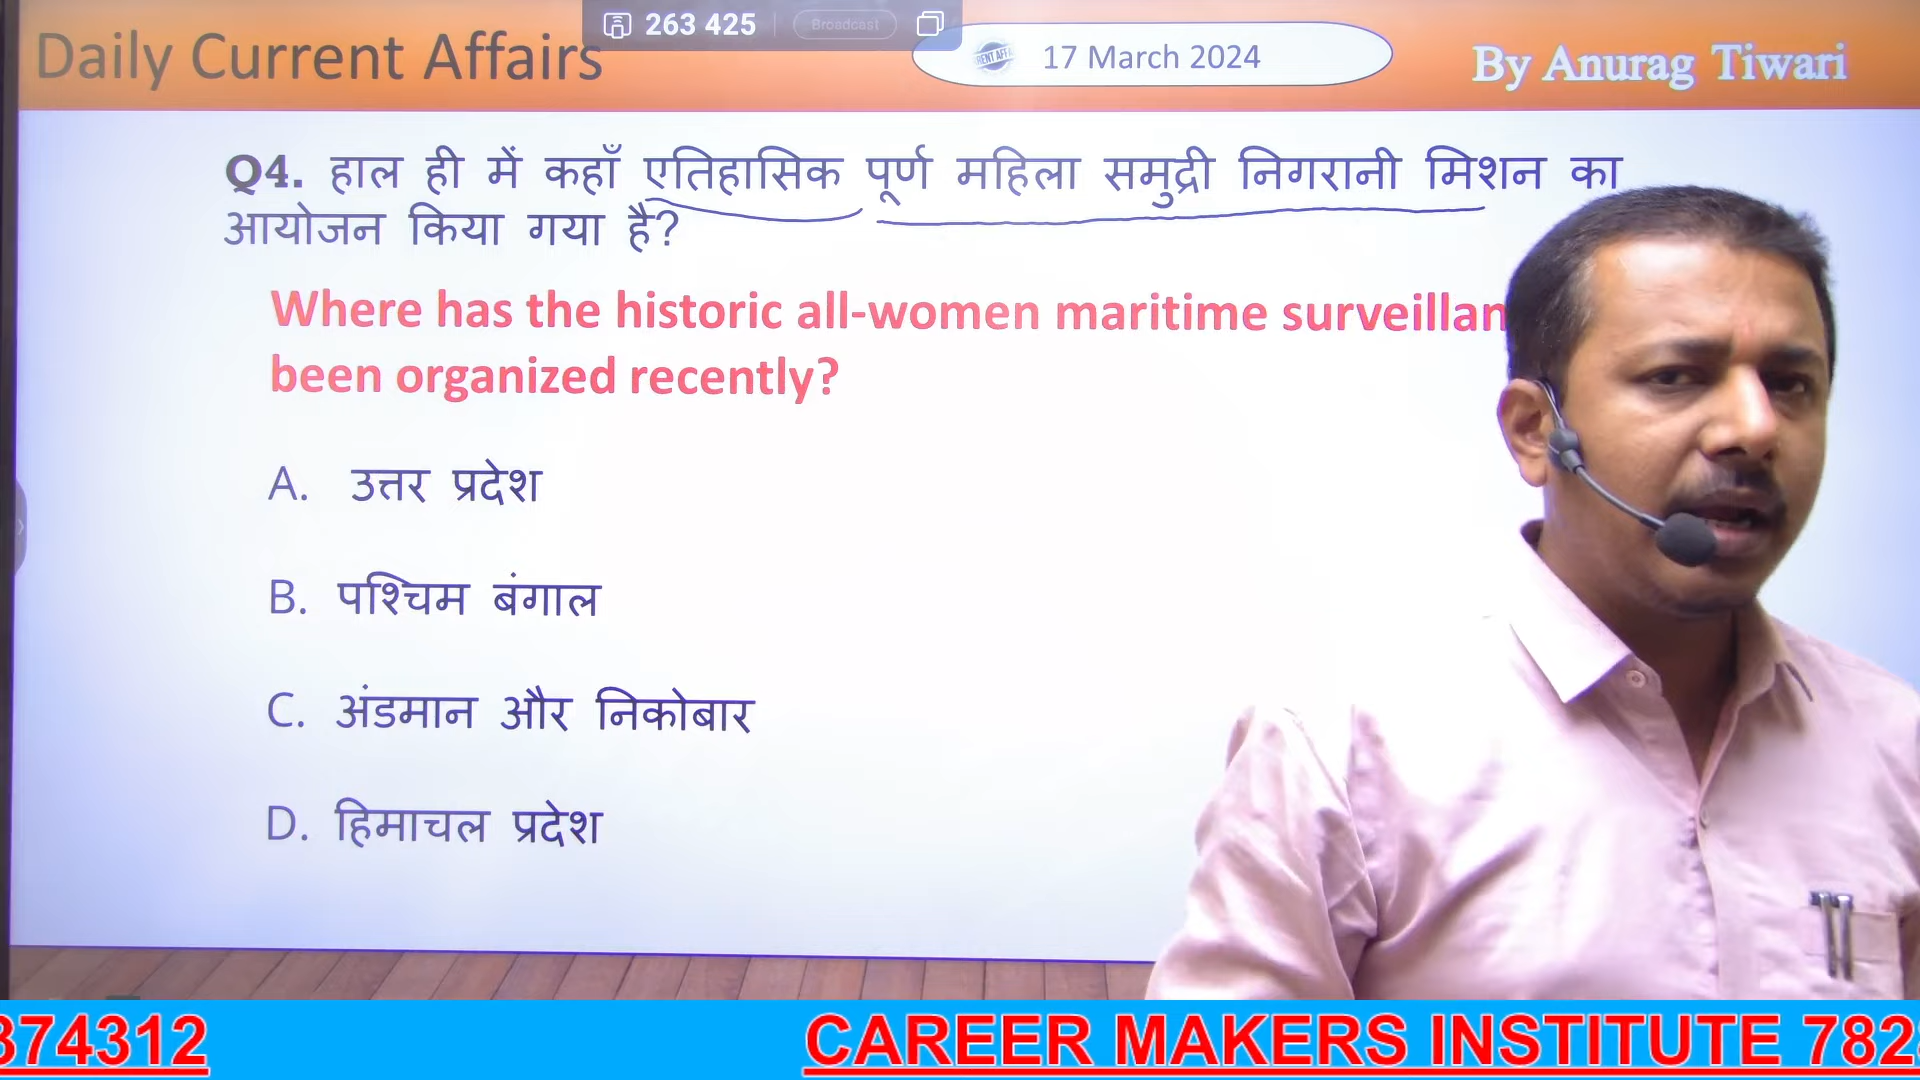 263 425 Broadcast
Daily Current Affairs
17 March 2024
By Anurag Tiwari
Q4. हाल ही में कहाँ एतिहासिक पूर्ण महिला समुद्री निगरानी मिशन का
आयोजन किया गया है?
Where has the historic all-women maritime surveillan
been organized recently?
A. उत्तर प्रदेश
B. पश्चिम बंगाल
C. अंडमान और निकोबार
D. हिमाचल प्रदेश
374312 CAREER MAKERS INSTITUTE 782